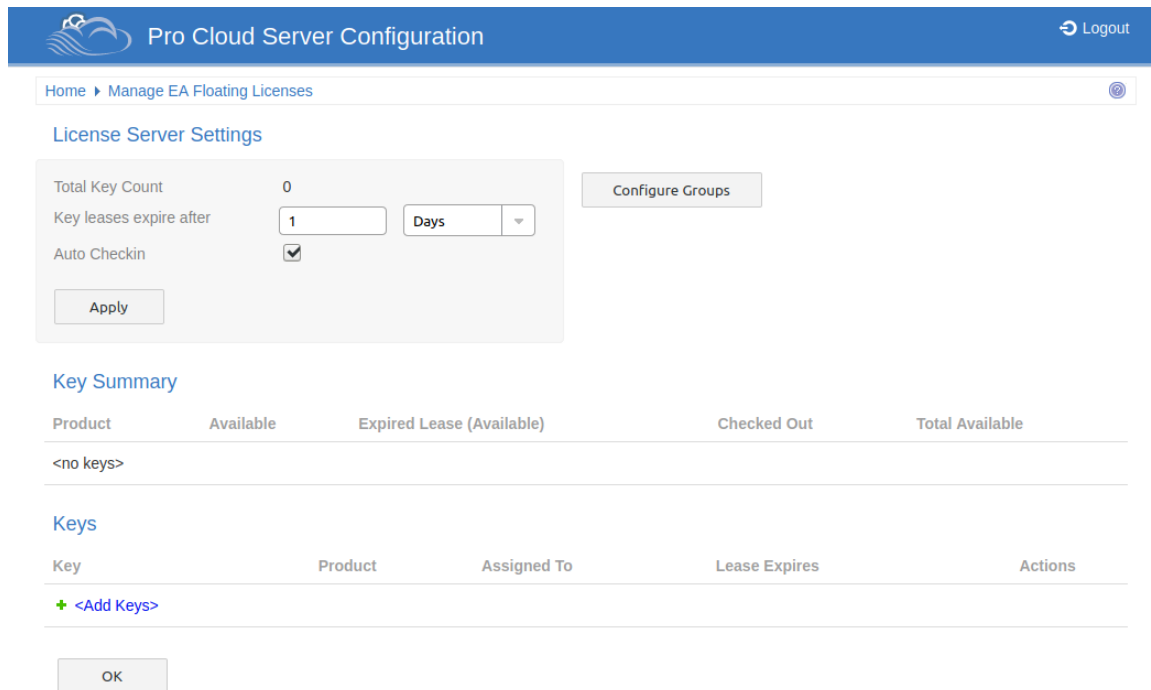 Pro Cloud Server Configuration
Logout
Home Manage EA Floating Licenses
License Server Settings
Total Key Count 0
Configure Groups
Key leases expire after 1 Days
Auto Checkin
Apply
Key Summary
Product Available Expired Lease (Available) Checked Out Total Available
<no keys>
Keys
Key Product Assigned To Lease Expires Actions
<Add Keys>
OK